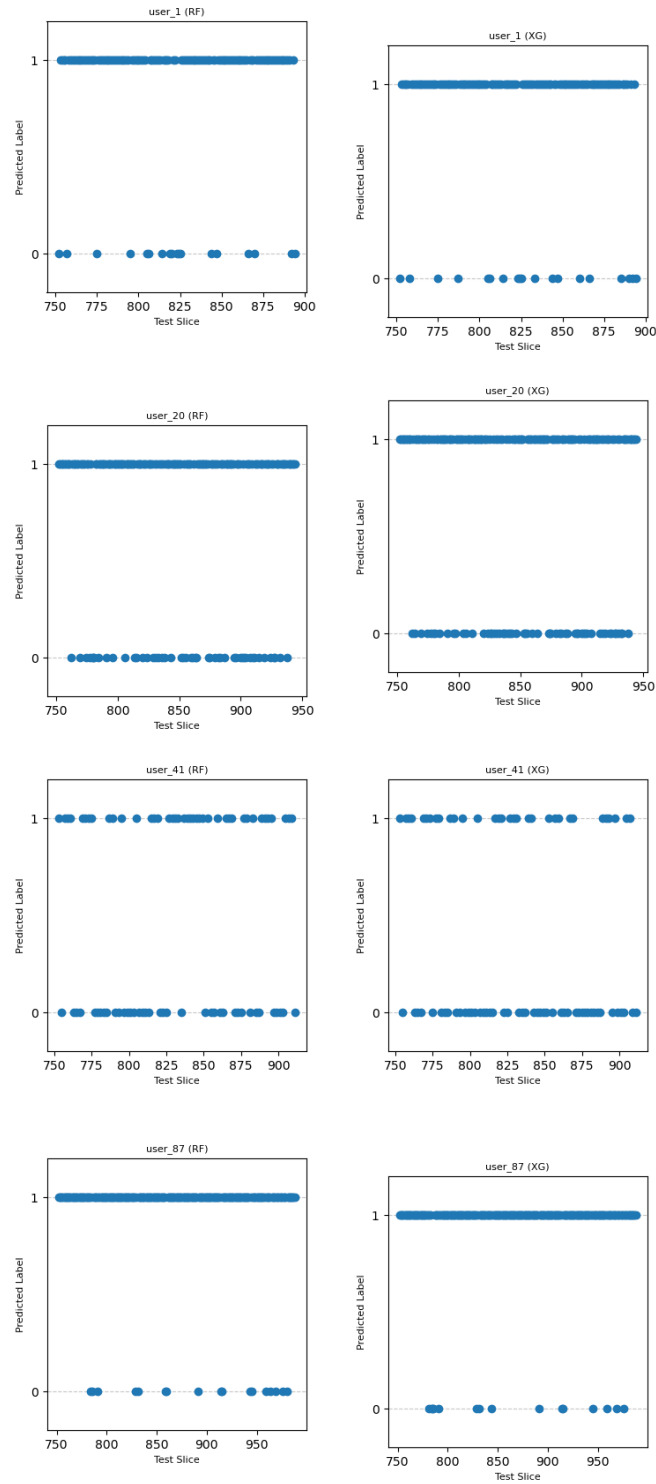 user_1 (RF)
Predicted Label
1
0
750 775 800 825 850 875 900
Test Slice
user_1 (XG)
Predicted Label
1
0
750 775 800 825 850 875 900
Test Slice
user_20 (RF)
Predicted Label
1
0
750 800 850 900 950
Test Slice
user_20 (XG)
Predicted Label
1
0
750 800 850 900 950
Test Slice
user_41 (RF)
Predicted Label
1
0
750 775 800 825 850 875 900
Test Slice
user_41 (XG)
Predicted Label
1
0
750 775 800 825 850 875 900
Test Slice
user_87 (RF)
Predicted Label
1
0
750 800 850 900 950
Test Slice
user_87 (XG)
Predicted Label
1
0
750 800 850 900 950
Test Slice